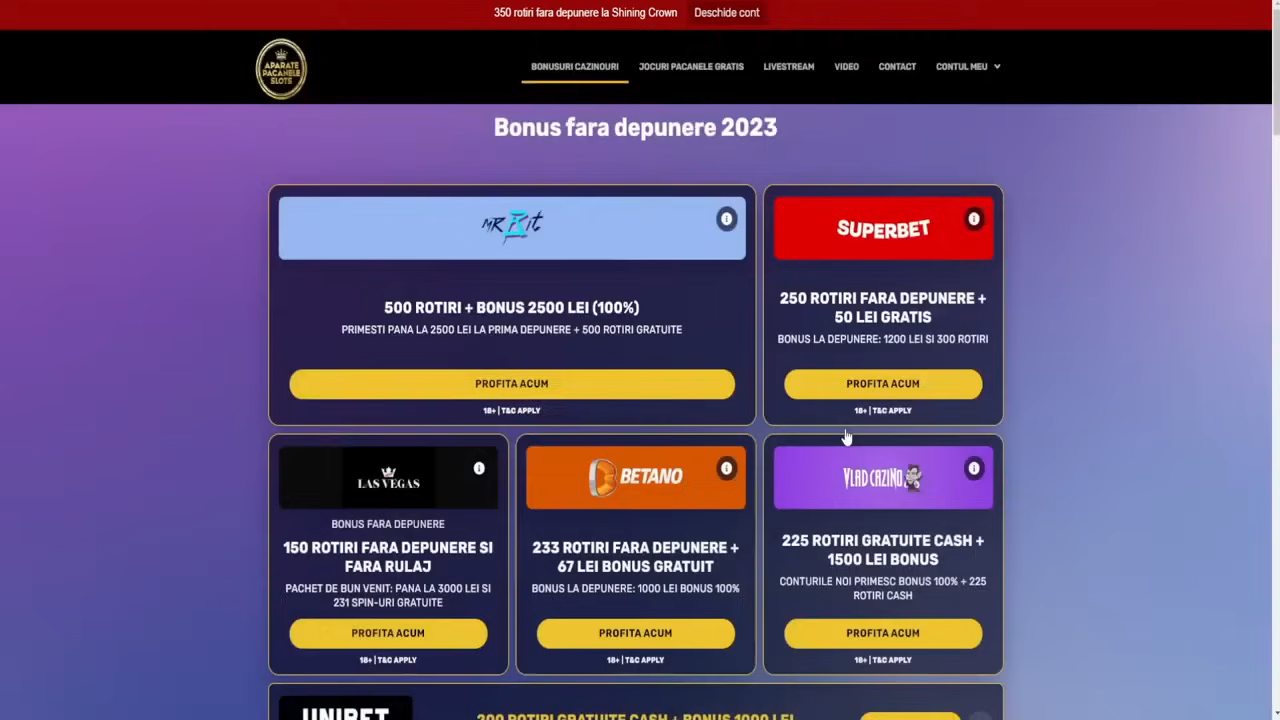 350 rotiri fara depunere la Shining Crown Deschide cont
APARATE
PACANELE
SLOTS
BONUSURI CAZINOURI JOCURI PACANELE GRATIS LIVESTREAM VIDEO CONTACT CONTUL MEU
Bonus fara depunere 2023
MR Bit
500 ROTIRI + BONUS 2500 LEI (100%)
PRIMESTI PANA LA 2500 LEI LA PRIMA DEPUNERE + 500 ROTIRI GRATUITE
PROFITA ACUM
18+ | T&C APPLY
SUPERBET
250 ROTIRI FARA DEPUNERE +
50 LEI GRATIS
BONUS LA DEPUNERE: 1200 LEI SI 300 ROTIRI
PROFITA ACUM
18+ | T&C APPLY
LAS VEGAS
BONUS FARA DEPUNERE
150 ROTIRI FARA DEPUNERE SI
FARA RULAJ
PACHET DE BUN VENIT: PANA LA 3000 LEI SI
231 SPIN-URI GRATUITE
PROFITA ACUM
18+ | T&C APPLY
BETANO
233 ROTIRI FARA DEPUNERE +
67 LEI BONUS GRATUIT
BONUS LA DEPUNERE: 1000 LEI BONUS 100%
PROFITA ACUM
18+ | T&C APPLY
VLAD CAZINO
225 ROTIRI GRATUITE CASH +
1500 LEI BONUS
CONTURILE NOI PRIMESC BONUS 100% + 225
ROTIRI CASH
PROFITA ACUM
18+ | T&C APPLY
UNIBET
200 ROTIRI GRATUITE CASH + BONUS 1000 LEI